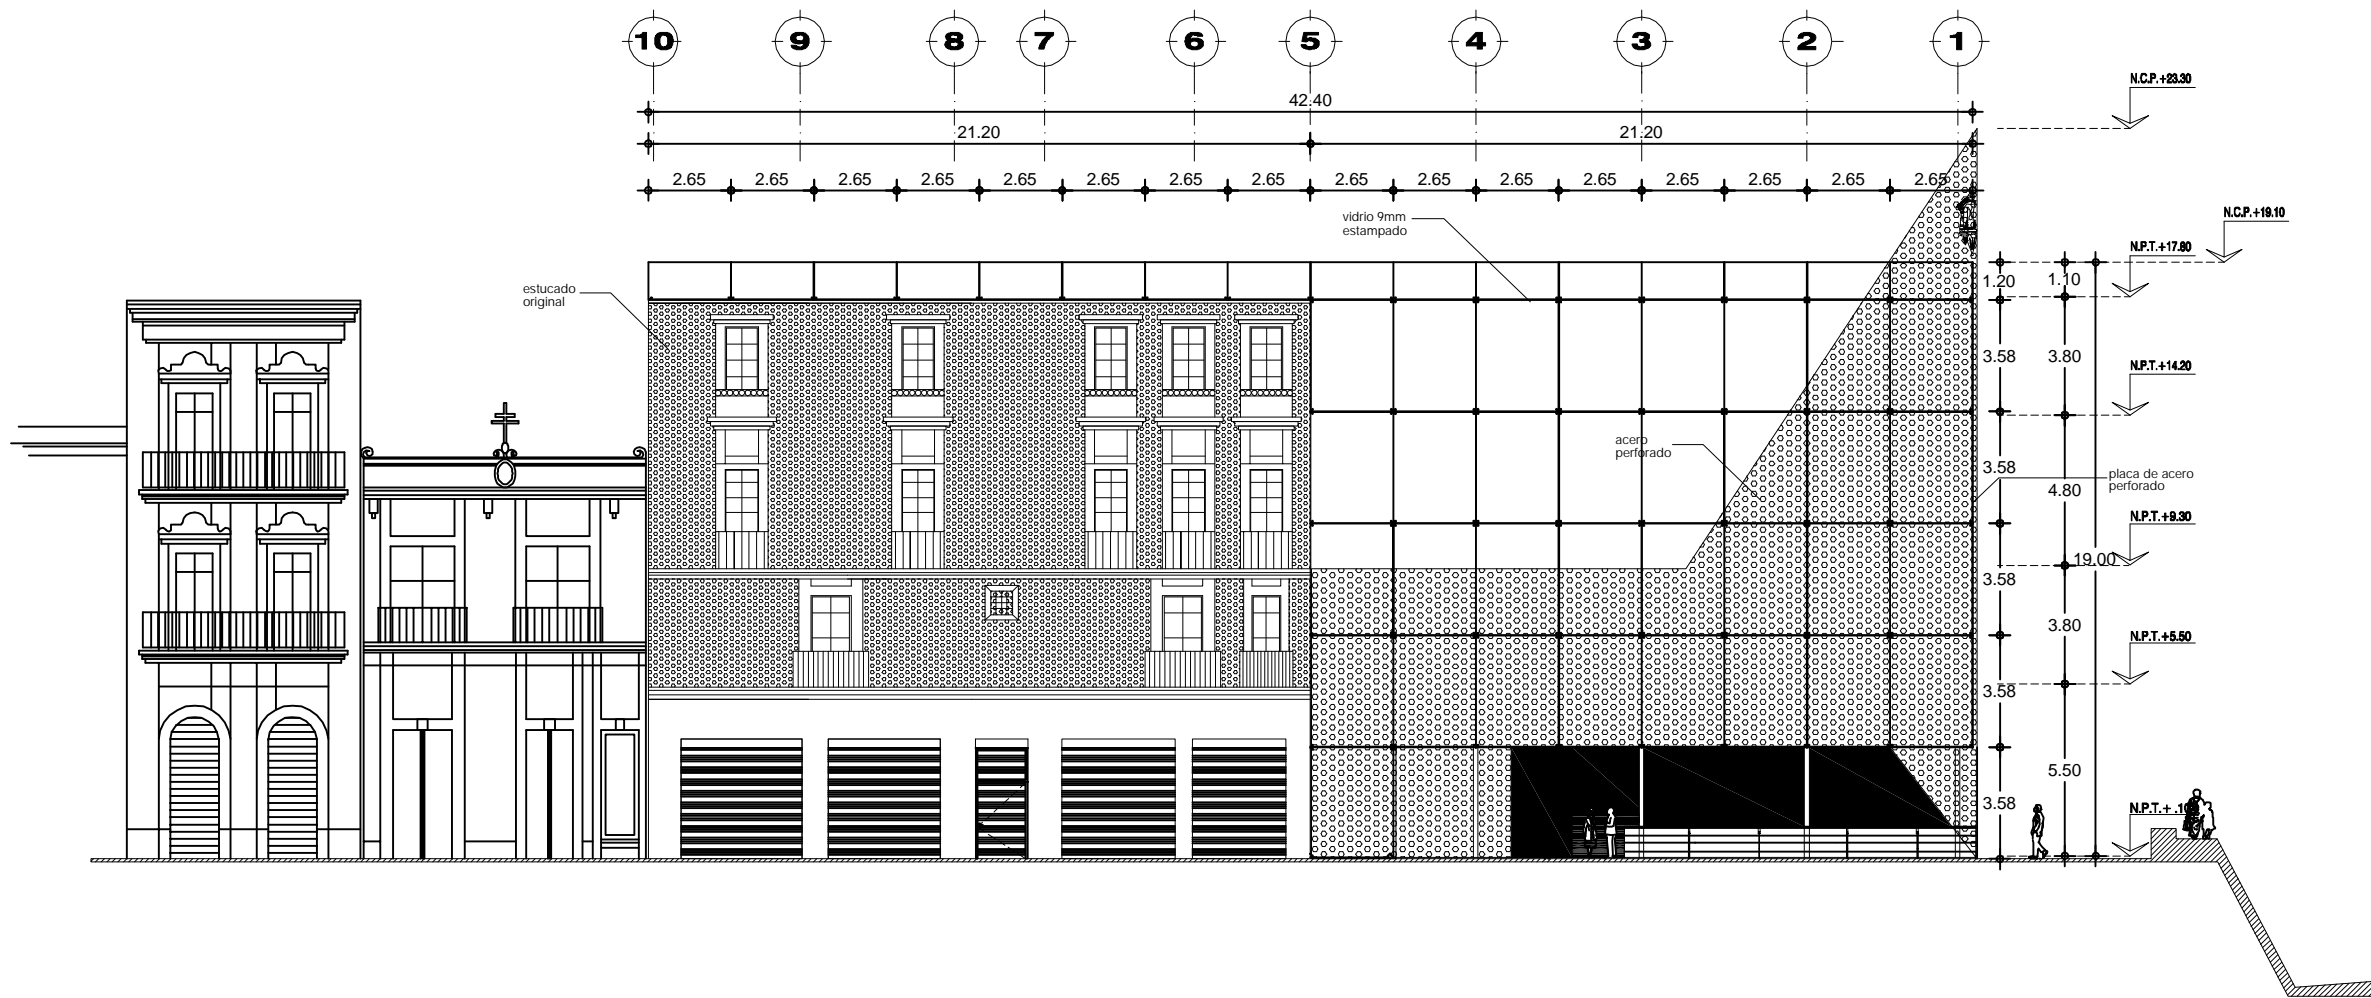 10 9 8 7 6 5 4 3 2 1
N.C.P.+23.30
42.40
21.20 21.20
2.65 2.65 2.65 2.65 2.65 2.65 2.65 2.65 2.65 2.65 2.65 2.65 2.65 2.65 2.65 2.65
vidrio 9mm
estampado
N.C.P.+19.10
N.P.T.+17.80
estucado
original
1.20 1.10
3.58 3.80
N.P.T.+14.20
acero
perforado
3.58
placa de acero
perforado
4.80
N.P.T.+9.30
19.00
3.58
3.80
N.P.T.+5.50
3.58
5.50
3.58
N.P.T.+ .10